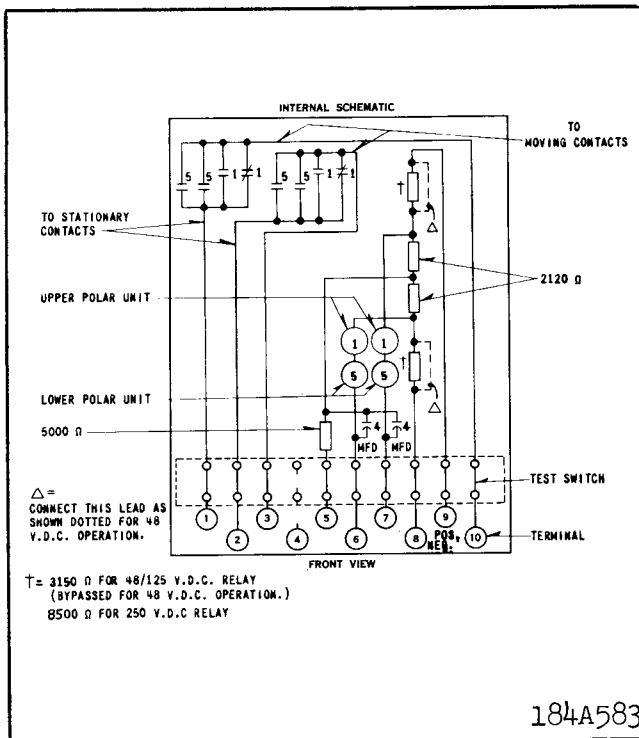 INTERNAL SCHEMATIC
TO
MOVING CONTACTS
5 5 1 1
5 5 1 1
†
△
TO STATIONARY
CONTACTS
2120 Ω
UPPER POLAR UNIT
1 1
†
5 5
LOWER POLAR UNIT
△
5000 Ω
4 4
MFD MFD
TEST SWITCH
△ =
CONNECT THIS LEAD AS
SHOWN DOTTED FOR 48
V.D.C. OPERATION.
1 2 3 4 5 6 7 8 9 10
POS.
NEG.
TERMINAL
FRONT VIEW
† = 3150 Ω FOR 48/125 V.D.C. RELAY
(BYPASSED FOR 48 V.D.C. OPERATION.)
8500 Ω FOR 250 V.D.C RELAY
184A583